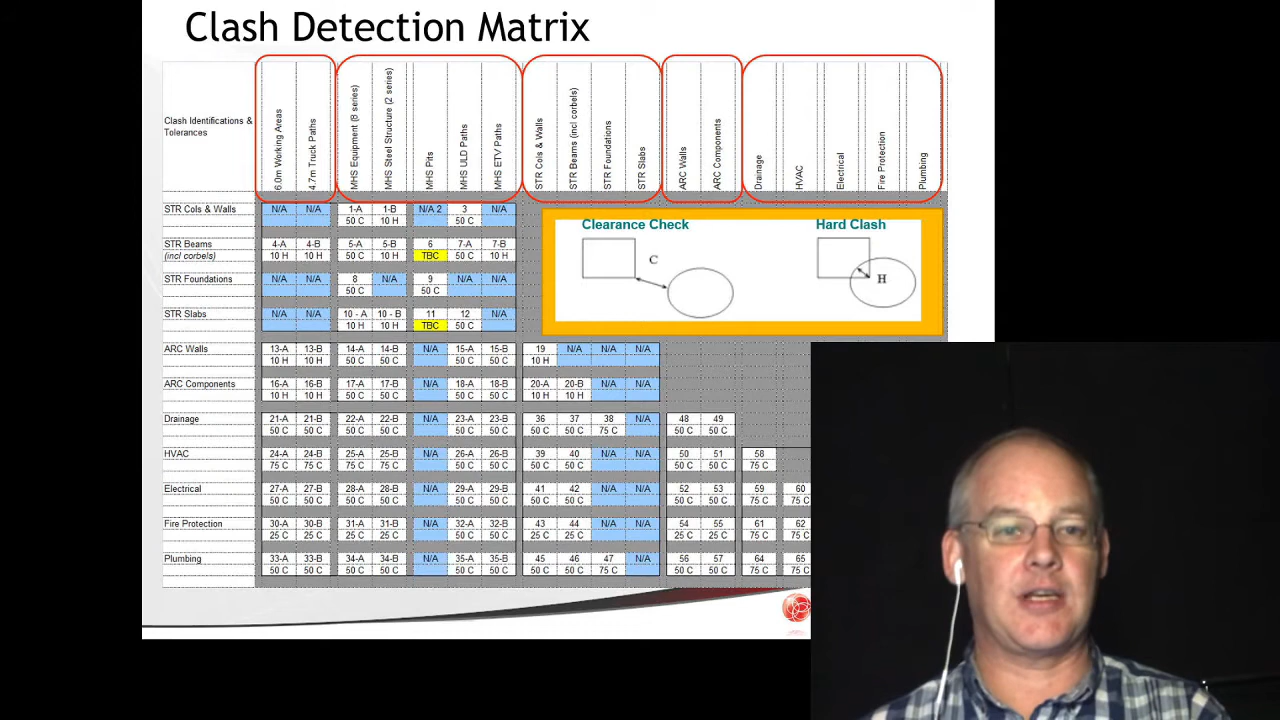 Clash Detection Matrix
Clash Identifications &
Tolerances
6.0m Working Areas
4.7m Truck Paths
MHS Equipment (8 series)
MHS Steel Structure (2 series)
MHS Pits
MHS ULD Paths
MHS ETV Paths
STR Cols & Walls
STR Beams (incl corbels)
STR Foundations
STR Slabs
ARC Walls
ARC Components
Drainage
HVAC
Electrical
Fire Protection
Plumbing
STR Cols & Walls N/A N/A 1-A 1-B N/A 2 3 N/A
50 C 10 H 50 C
STR Beams 4-A 4-B 5-A 5-B 6 7-A 7-B
(incl corbels) 10 H 10 H 50 C 10 H TBC 50 C 10 H
STR Foundations N/A N/A 8 N/A 9 N/A N/A
50 C 50 C
STR Slabs N/A N/A 10 - A 10 - B 11 12 N/A
10 H 10 H TBC 50 C
Clearance Check Hard Clash
C
H
ARC Walls 13-A 13-B 14-A 14-B N/A 15-A 15-B 19 N/A N/A N/A
10 H 10 H 50 C 50 C 50 C 50 C 10 H
ARC Components 16-A 16-B 17-A 17-B N/A 18-A 18-B 20-A 20-B N/A N/A
10 H 10 H 50 C 50 C 50 C 50 C 10 H 10 H
Drainage 21-A 21-B 22-A 22-B N/A 23-A 23-B 36 37 38 N/A 48 49
50 C 50 C 50 C 50 C 50 C 50 C 50 C 50 C 75 C 50 C 50 C
HVAC 24-A 24-B 25-A 25-B N/A 26-A 26-B 39 40 N/A N/A 50 51 58
75 C 75 C 75 C 75 C 50 C 50 C 50 C 50 C 50 C 50 C 75 C
Electrical 27-A 27-B 28-A 28-B N/A 29-A 29-B 41 42 N/A N/A 52 53 59 60
50 C 50 C 50 C 50 C 50 C 50 C 50 C 50 C 50 C 50 C 75 C 75 C
Fire Protection 30-A 30-B 31-A 31-B N/A 32-A 32-B 43 44 N/A N/A 54 55 61 62
25 C 25 C 25 C 25 C 50 C 50 C 25 C 25 C 25 C 25 C 75 C 75 C
Plumbing 33-A 33-B 34-A 34-B N/A 35-A 35-B 45 46 47 N/A 56 57 64 65
50 C 50 C 50 C 50 C 50 C 50 C 50 C 50 C 75 C 50 C 50 C 75 C 75 C